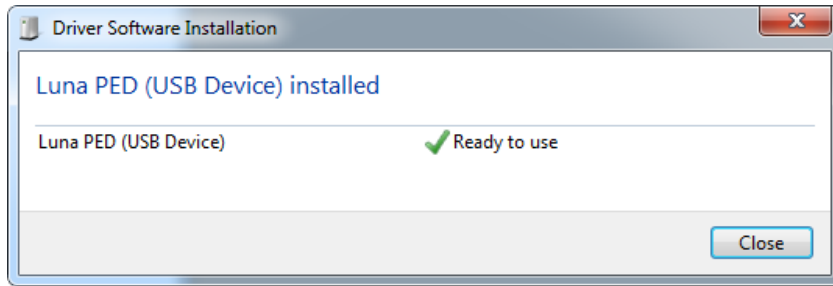 Driver Software Installation
Luna PED (USB Device) installed
Luna PED (USB Device) Ready to use
Close